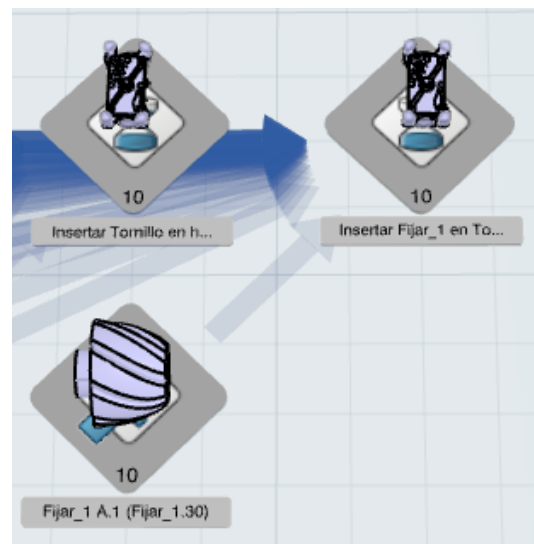 10
10
Insertar Tornillo en h...
Insertar Fijar_1 en To...
10
Fijar_1 A.1 (Fijar_1.30)